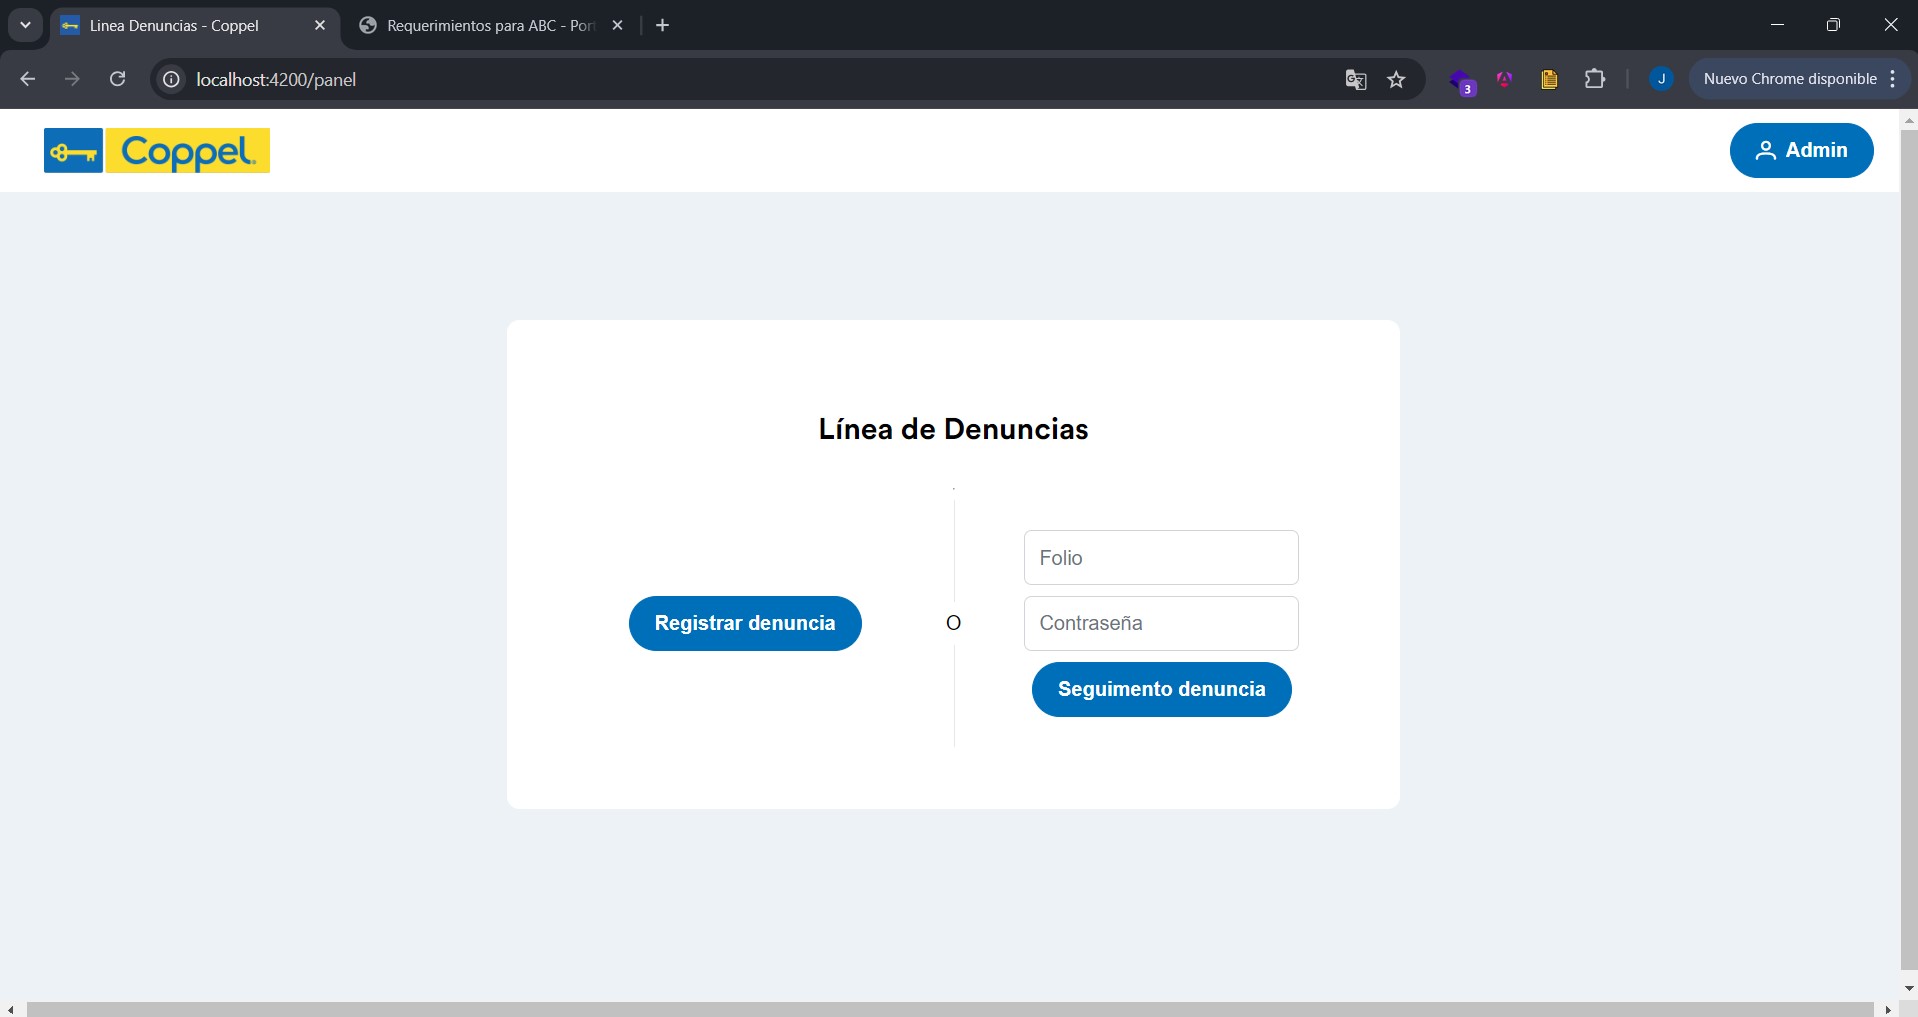 Linea Denuncias - Coppel
Requerimientos para ABC - Por
localhost:4200/panel
3
J
Nuevo Chrome disponible
Coppel.
Admin
Línea de Denuncias
Folio
Registrar denuncia
O
Contraseña
Seguimento denuncia